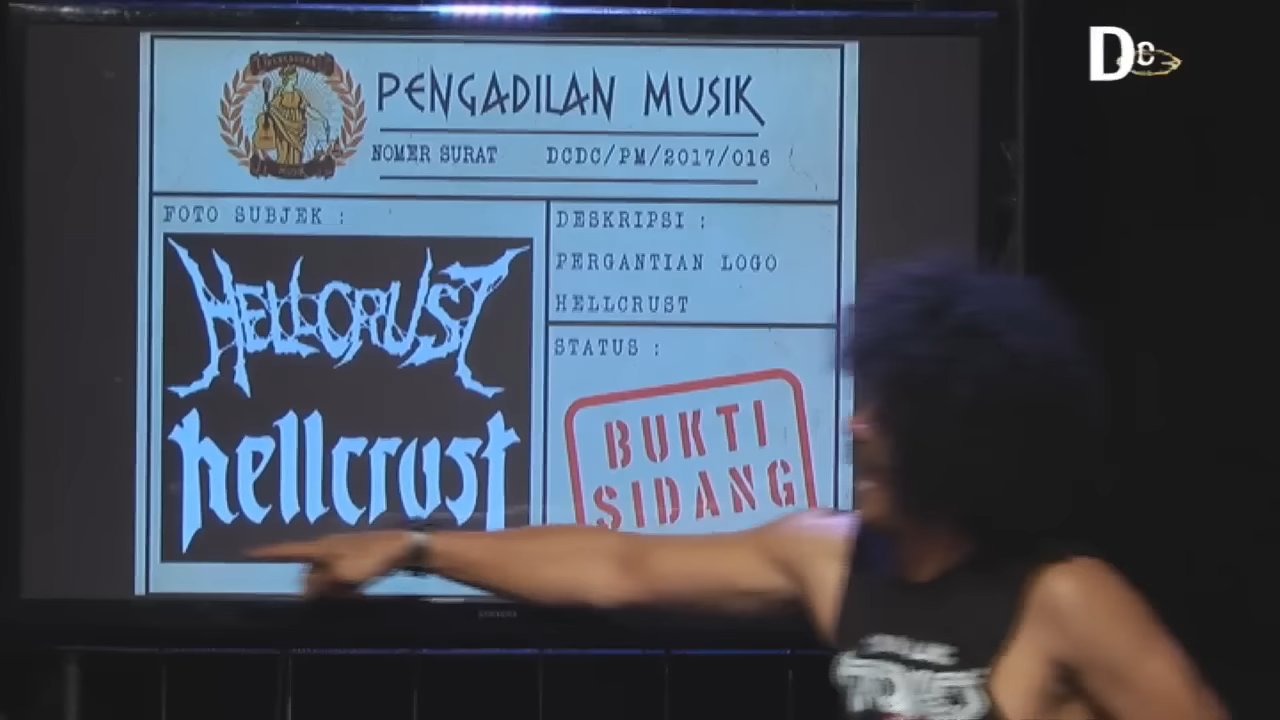 DC
PENGADILAN MUSIK
NOMER SURAT DCDC/PM/2017/016
FOTO SUBJEK :
HELLCRUST
hellcrust
DESKRIPSI :
PERGANTIAN LOGO
HELLCRUST
STATUS :
BUKTI
SIDANG